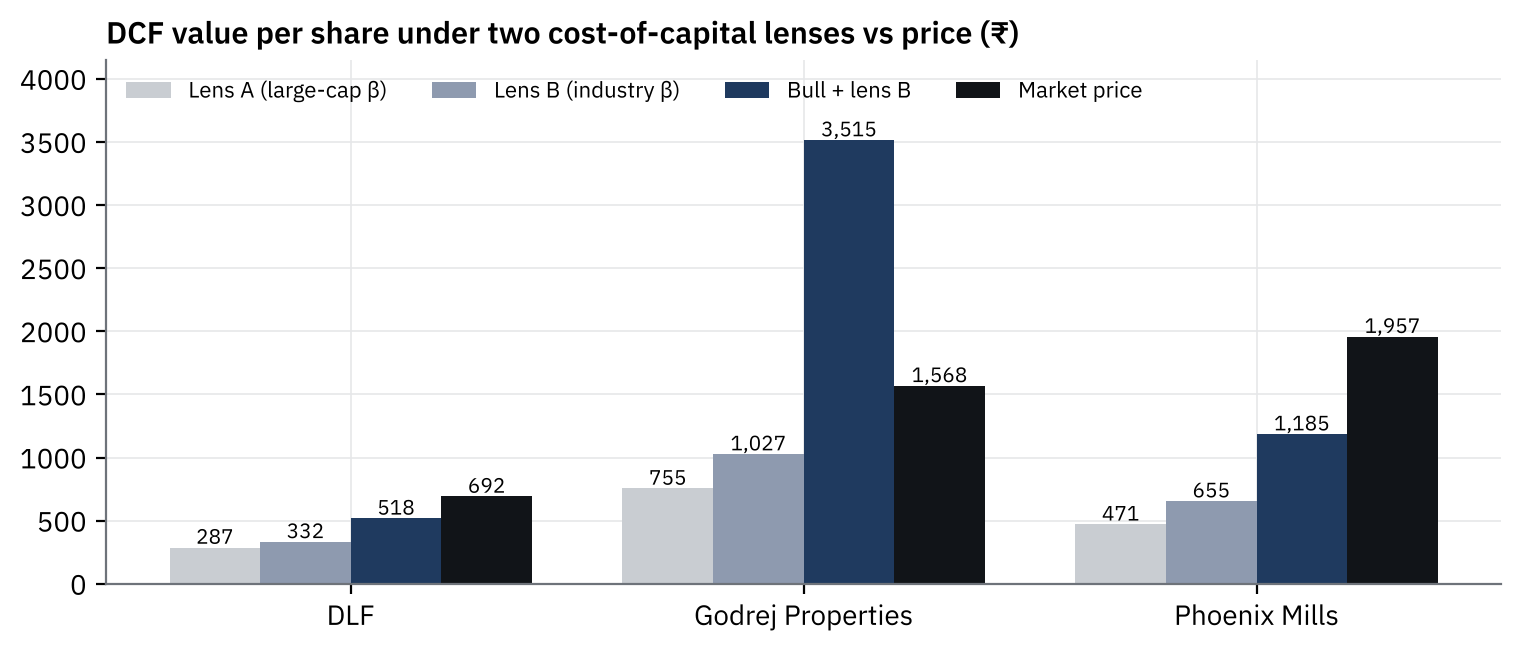 DCF value per share under two cost-of-capital lenses vs price (₹)
Lens A (large-cap β) Lens B (industry β) Bull + lens B Market price
4000
3500
3000
2500
2000
1500
1000
500
0
287 332 518 692
755 1,027 3,515 1,568
471 655 1,185 1,957
DLF Godrej Properties Phoenix Mills